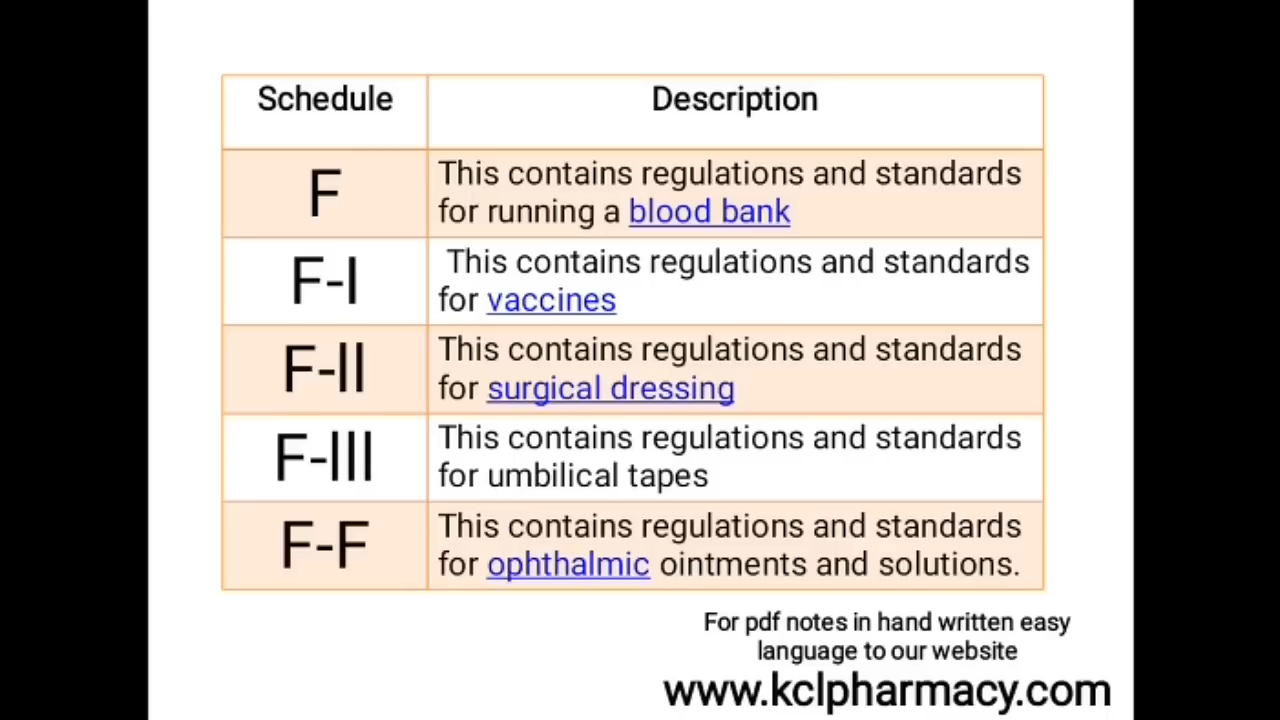 Schedule
Description
F
This contains regulations and standards
for running a blood bank
F-I
This contains regulations and standards
for vaccines
F-II
This contains regulations and standards
for surgical dressing
F-III
This contains regulations and standards
for umbilical tapes
F-F
This contains regulations and standards
for ophthalmic ointments and solutions.
For pdf notes in hand written easy
language to our website
www.kclpharmacy.com